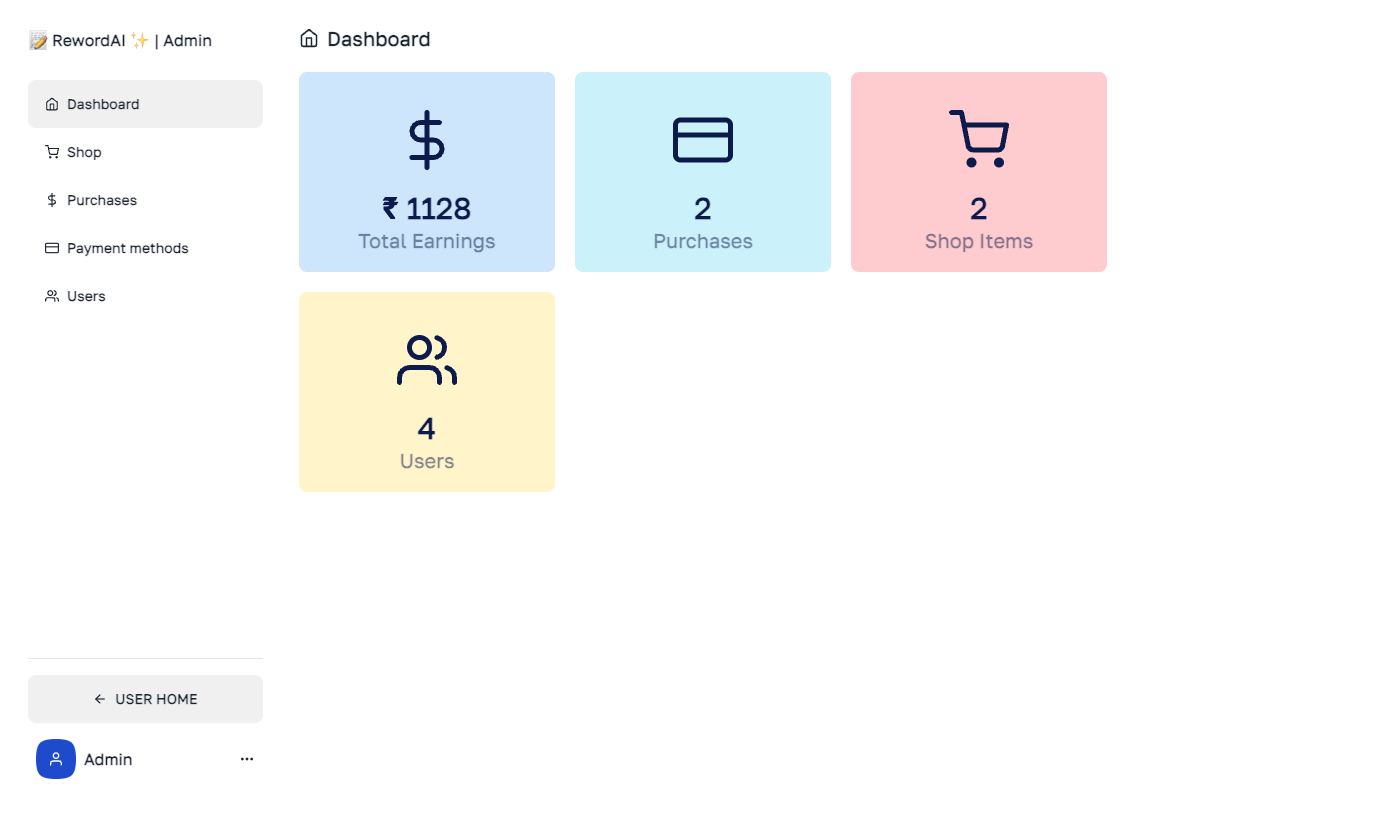 📝 RewordAI ✨ | Admin
Dashboard
Shop
Purchases
Payment methods
Users
← USER HOME
Admin
Dashboard
₹ 1128
Total Earnings
2
Purchases
2
Shop Items
4
Users